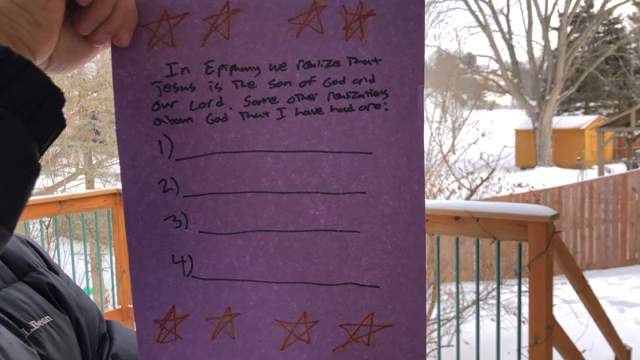 In Epiphany we realize that
Jesus is the son of God and
our Lord. Some other realizations
about God that I have had are:
1)
2)
3)
4)
L.L.Bean